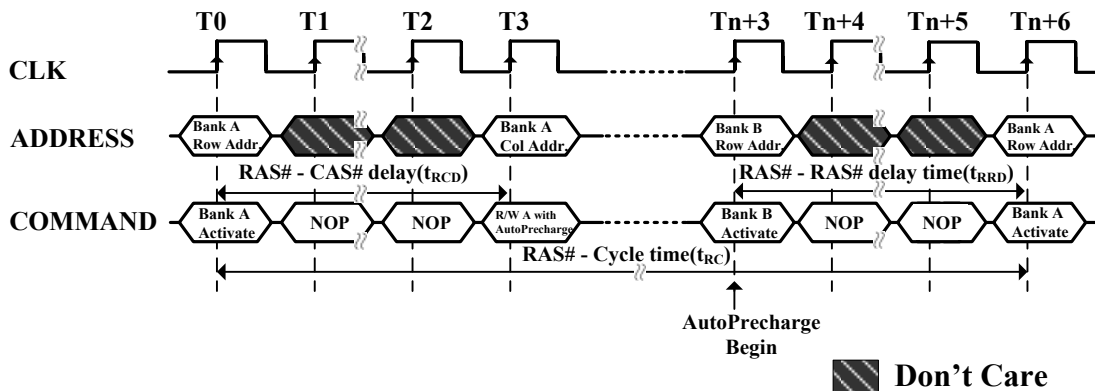 T0 T1 T2 T3 Tn+3 Tn+4 Tn+5 Tn+6
CLK
ADDRESS
Bank A
Row Addr.
Bank A
Col Addr.
Bank B
Row Addr.
Bank A
Row Addr.
RAS# - CAS# delay(tRCD)
RAS# - RAS# delay time(tRRD)
COMMAND
Bank A
Activate
NOP
NOP
R/W A with
AutoPrecharge
Bank B
Activate
NOP
NOP
Bank A
Activate
RAS# - Cycle time(tRC)
AutoPrecharge
Begin
Don't Care